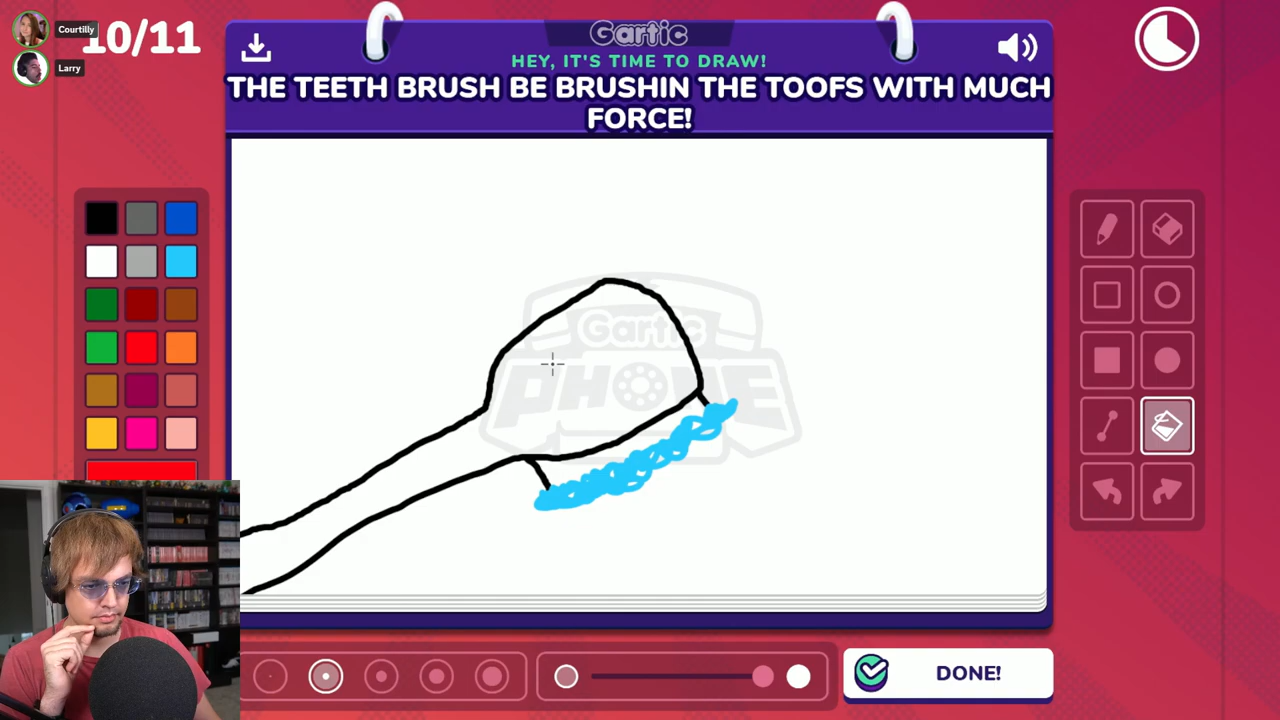 Courtilly
10/11
Larry
Gartic
HEY, IT'S TIME TO DRAW!
THE TEETH BRUSH BE BRUSHIN THE TOOFS WITH MUCH
FORCE!
Gartic
PHONE
DONE!